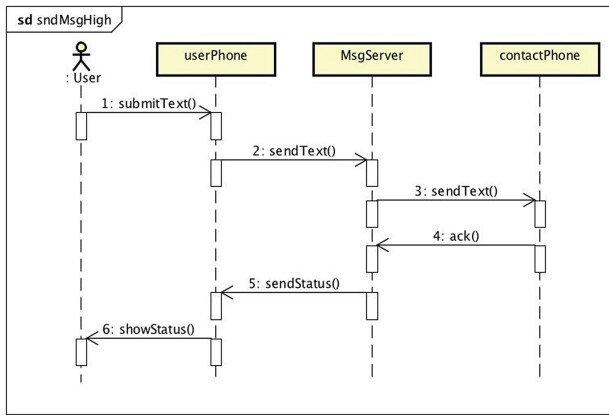 sd sndMsgHigh
userPhone
MsgServer
contactPhone
: User
1: submitText()
2: sendText()
3: sendText()
4: ack()
5: sendStatus()
6: showStatus()